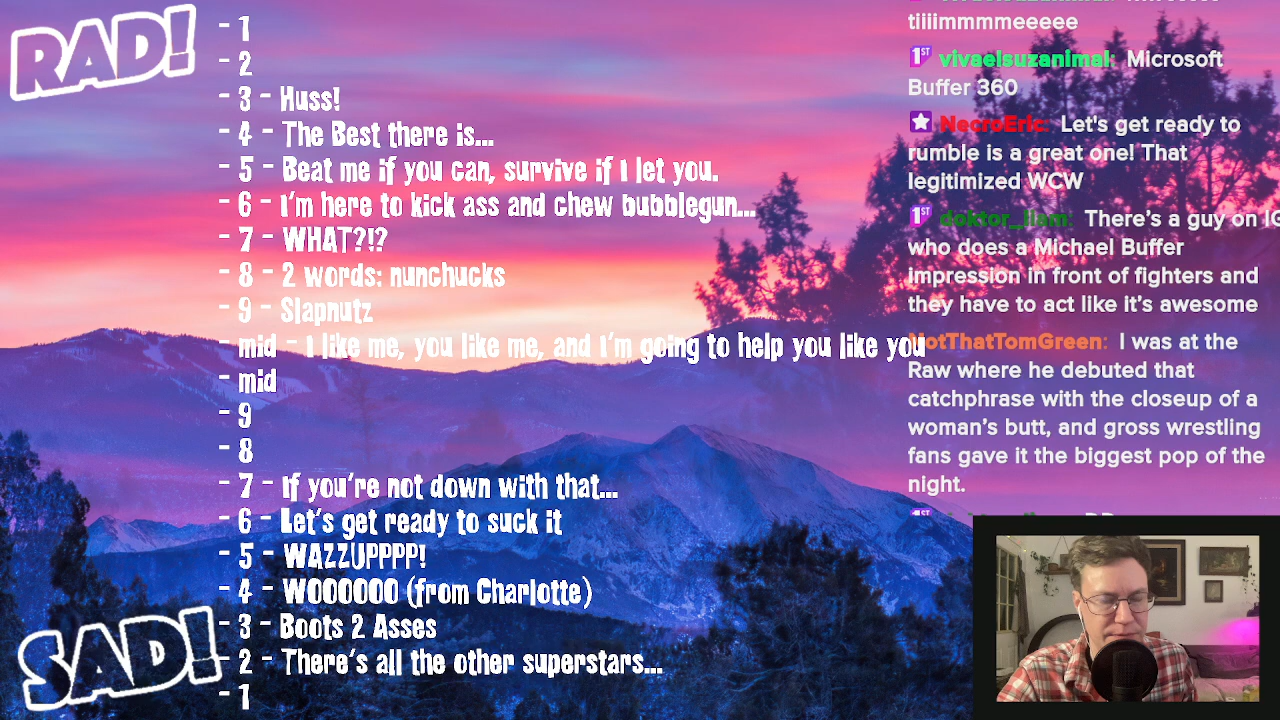 RAD!
- 1
- 2
- 3 - Huss!
- 4 - The Best there is...
- 5 - Beat me if you can, survive if I let you.
- 6 - I'm here to kick ass and chew bubblegun...
- 7 - WHAT?!?
- 8 - 2 words: nunchucks
- 9 - Slapnutz
- mid - I like me, you like me, and I'm going to help you like you
- mid
- 9
- 8
- 7 - If you're not down with that...
- 6 - Let's get ready to suck it
- 5 - WAZZUPPPP!
- 4 - WOOOOOO (from Charlotte)
- 3 - Boots 2 Asses
- 2 - There's all the other superstars...
- 1
SAD!
tiiiimmmmeeeee
1ST vivaelsuzanimal: Microsoft
Buffer 360
NecroEric: Let's get ready to
rumble is a great one! That
legitimized WCW
1ST doktor_liam: There's a guy on IG
who does a Michael Buffer
impression in front of fighters and
they have to act like it's awesome
NotThatTomGreen: I was at the
Raw where he debuted that
catchphrase with the closeup of a
woman's butt, and gross wrestling
fans gave it the biggest pop of the
night.